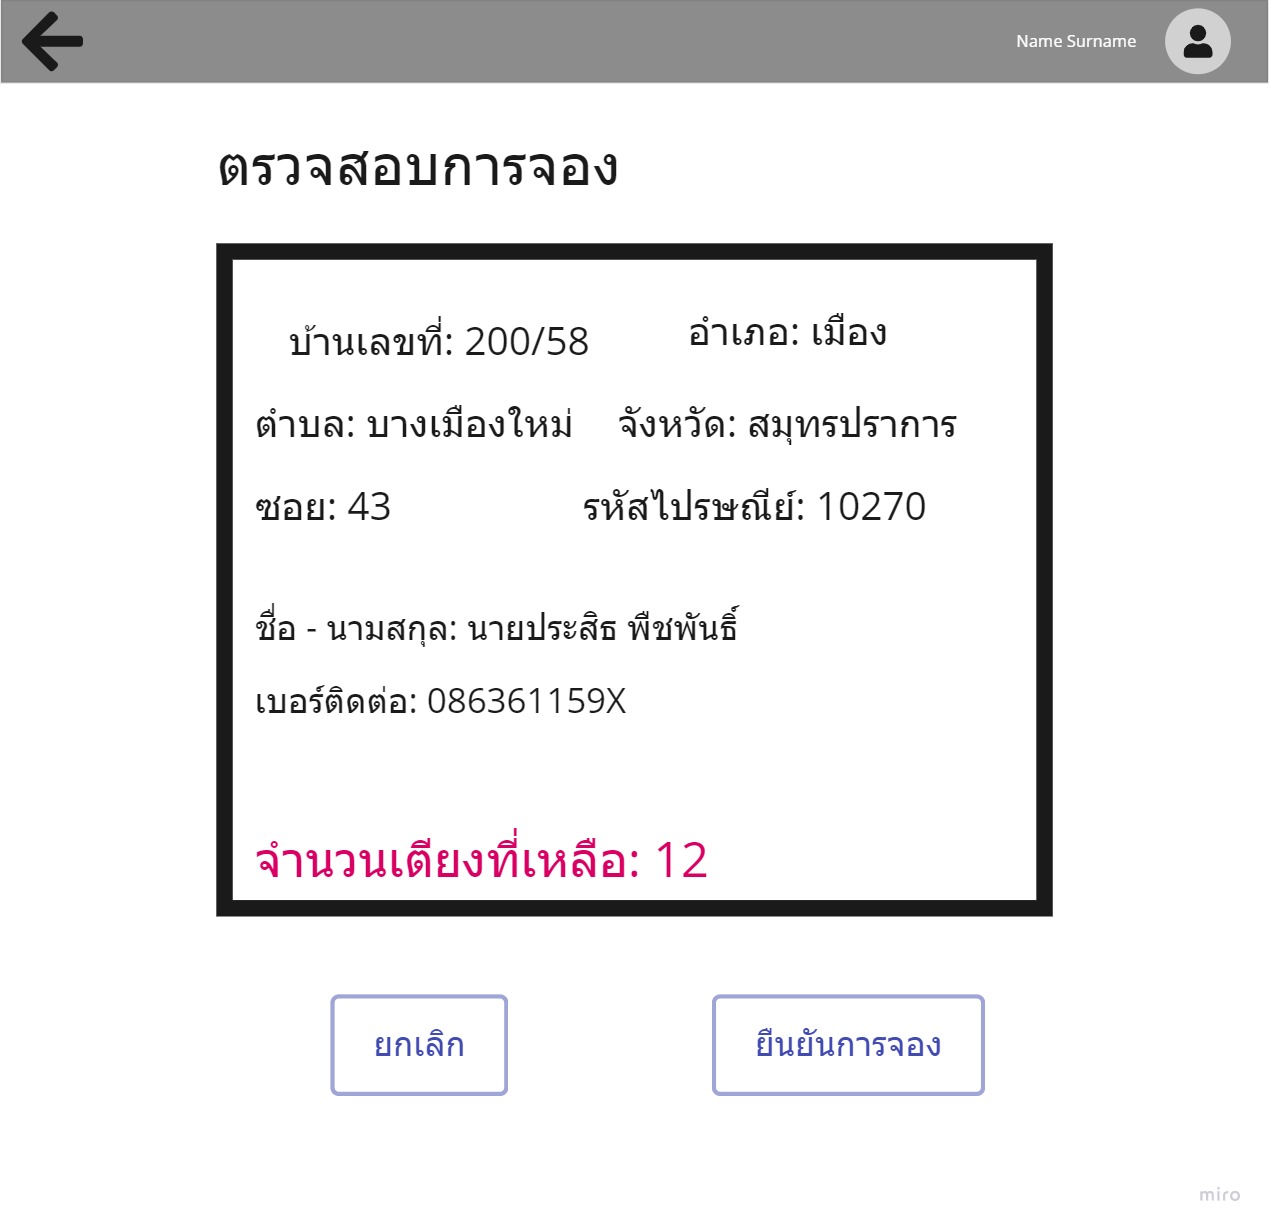 Name Surname
ตรวจสอบการจอง
บ้านเลขที่: 200/58 อำเภอ: เมือง
ตำบล: บางเมืองใหม่ จังหวัด: สมุทรปราการ
ซอย: 43 รหัสไปรษณีย์: 10270
ชื่อ - นามสกุล: นายประสิธ พืชพันธิ์
เบอร์ติดต่อ: 086361159X
จำนวนเตียงที่เหลือ: 12
ยกเลิก ยืนยันการจอง
miro